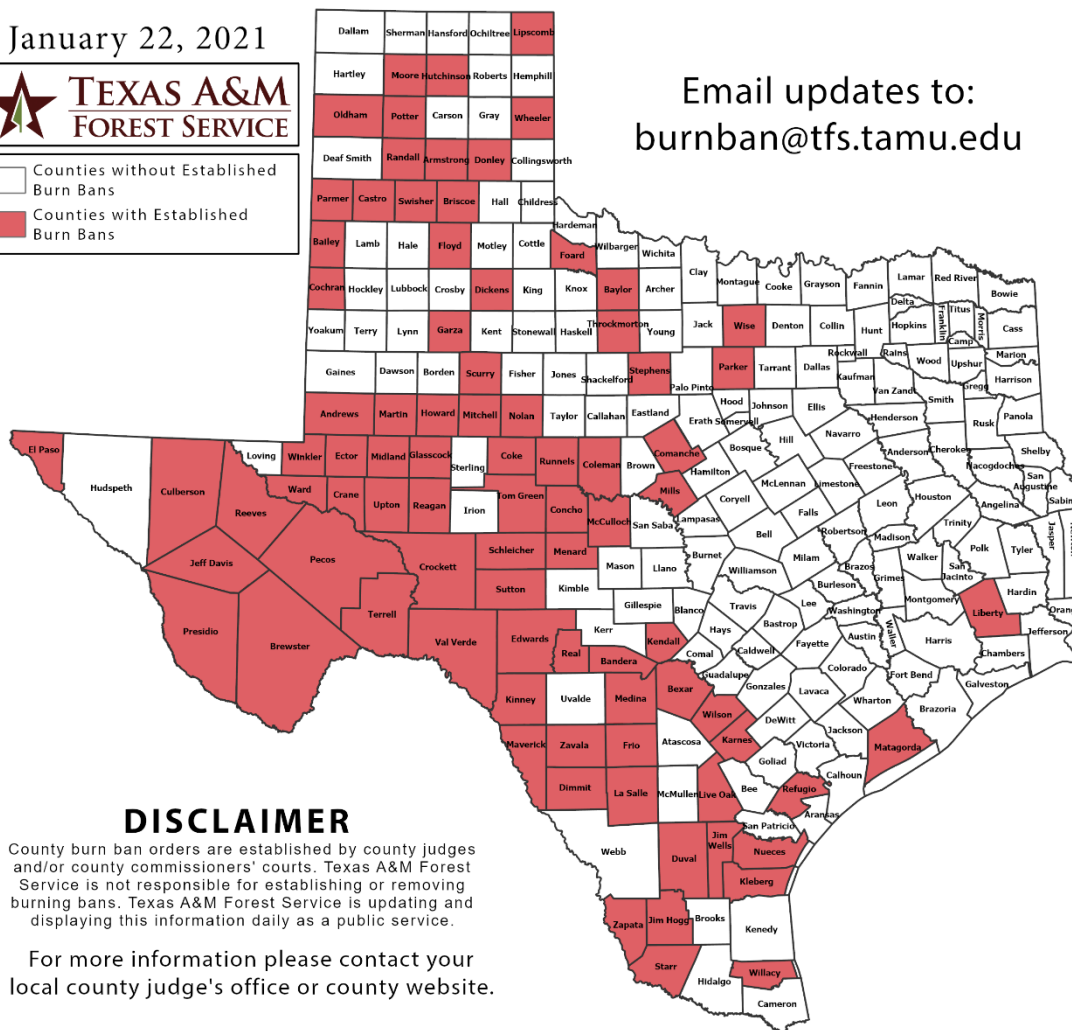 January 22, 2021
TEXAS A&M
FOREST SERVICE
Counties without Established
Burn Bans
Counties with Established
Burn Bans
Email updates to:
burnban@tfs.tamu.edu
Dallam Sherman Hansford Ochiltree Lipscomb
Hartley Moore Hutchinson Roberts Hemphill
Oldham Potter Carson Gray Wheeler
Deaf Smith Randall Armstrong Donley Collingsworth
Parmer Castro Swisher Briscoe Hall Childress
Hardeman
Bailey Lamb Hale Floyd Motley Cottle Foard Wilbarger Wichita
Clay Montague Cooke Grayson Fannin Lamar Red River Bowie
Cochran Hockley Lubbock Crosby Dickens King Knox Baylor Archer
Delta Titus Franklin Morris
Yoakum Terry Lynn Garza Kent Stonewall Haskell Throckmorton Young Jack Wise Denton Collin Hunt Hopkins Camp Cass
Rockwall Rains Wood Upshur Marion
Gaines Dawson Borden Scurry Fisher Jones Shackelford Stephens Palo Pinto Parker Tarrant Dallas Kaufman Van Zandt Gregg Harrison
Smith
Andrews Martin Howard Mitchell Nolan Taylor Callahan Eastland Erath Hood Somervell Johnson Ellis Henderson Rusk Panola
El Paso Hudspeth Culberson Loving Winkler Ector Midland Glasscock Sterling Coke Runnels Coleman Brown Comanche Hamilton Bosque Hill Navarro Freestone Anderson Cherokee Nacogdoches Shelby
San
Augustine
Sabin
Reeves Ward Crane Upton Reagan Irion Tom Green Concho McCulloch San Saba Mills Lampasas Coryell McLennan Limestone Falls Leon Houston Angelina
Trinity
Jeff Davis Pecos Crockett Schleicher Menard Mason Llano Burnet Bell Milam Robertson Madison Walker San
Jacinto
Polk Tyler Jasper
Presidio Brewster Terrell Sutton Kimble Gillespie Blanco Williamson Travis Burleson Brazos Grimes Montgomery Liberty Hardin Orang
Val Verde Edwards Real Kerr Kendall Bandera Comal Hays Caldwell Bastrop Lee Fayette Washington Austin Waller Harris Chambers Jefferson
Kinney Uvalde Medina Bexar Guadalupe Gonzales Lavaca Colorado Wharton Fort Bend Brazoria Galveston
Maverick Zavala Frio Atascosa Wilson Karnes DeWitt Victoria Jackson Matagorda
Dimmit La Salle McMullen Live Oak Bee Goliad Refugio Calhoun
Aransas
San Patricio
Webb Duval Jim
Wells
Nueces
Kleberg
Zapata Jim Hogg Brooks Kenedy
Starr Hidalgo Willacy
Cameron
DISCLAIMER
County burn ban orders are established by county judges
and/or county commissioners' courts. Texas A&M Forest
Service is not responsible for establishing or removing
burning bans. Texas A&M Forest Service is updating and
displaying this information daily as a public service.
For more information please contact your
local county judge's office or county website.